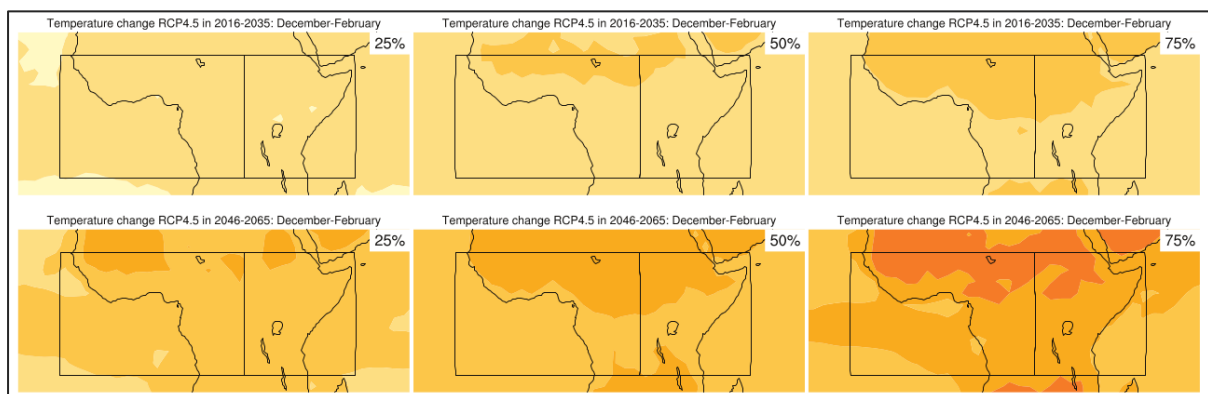 Temperature change RCP4.5 in 2016-2035: December-February
25%
Temperature change RCP4.5 in 2016-2035: December-February
50%
Temperature change RCP4.5 in 2016-2035: December-February
75%
Temperature change RCP4.5 in 2046-2065: December-February
25%
Temperature change RCP4.5 in 2046-2065: December-February
50%
Temperature change RCP4.5 in 2046-2065: December-February
75%